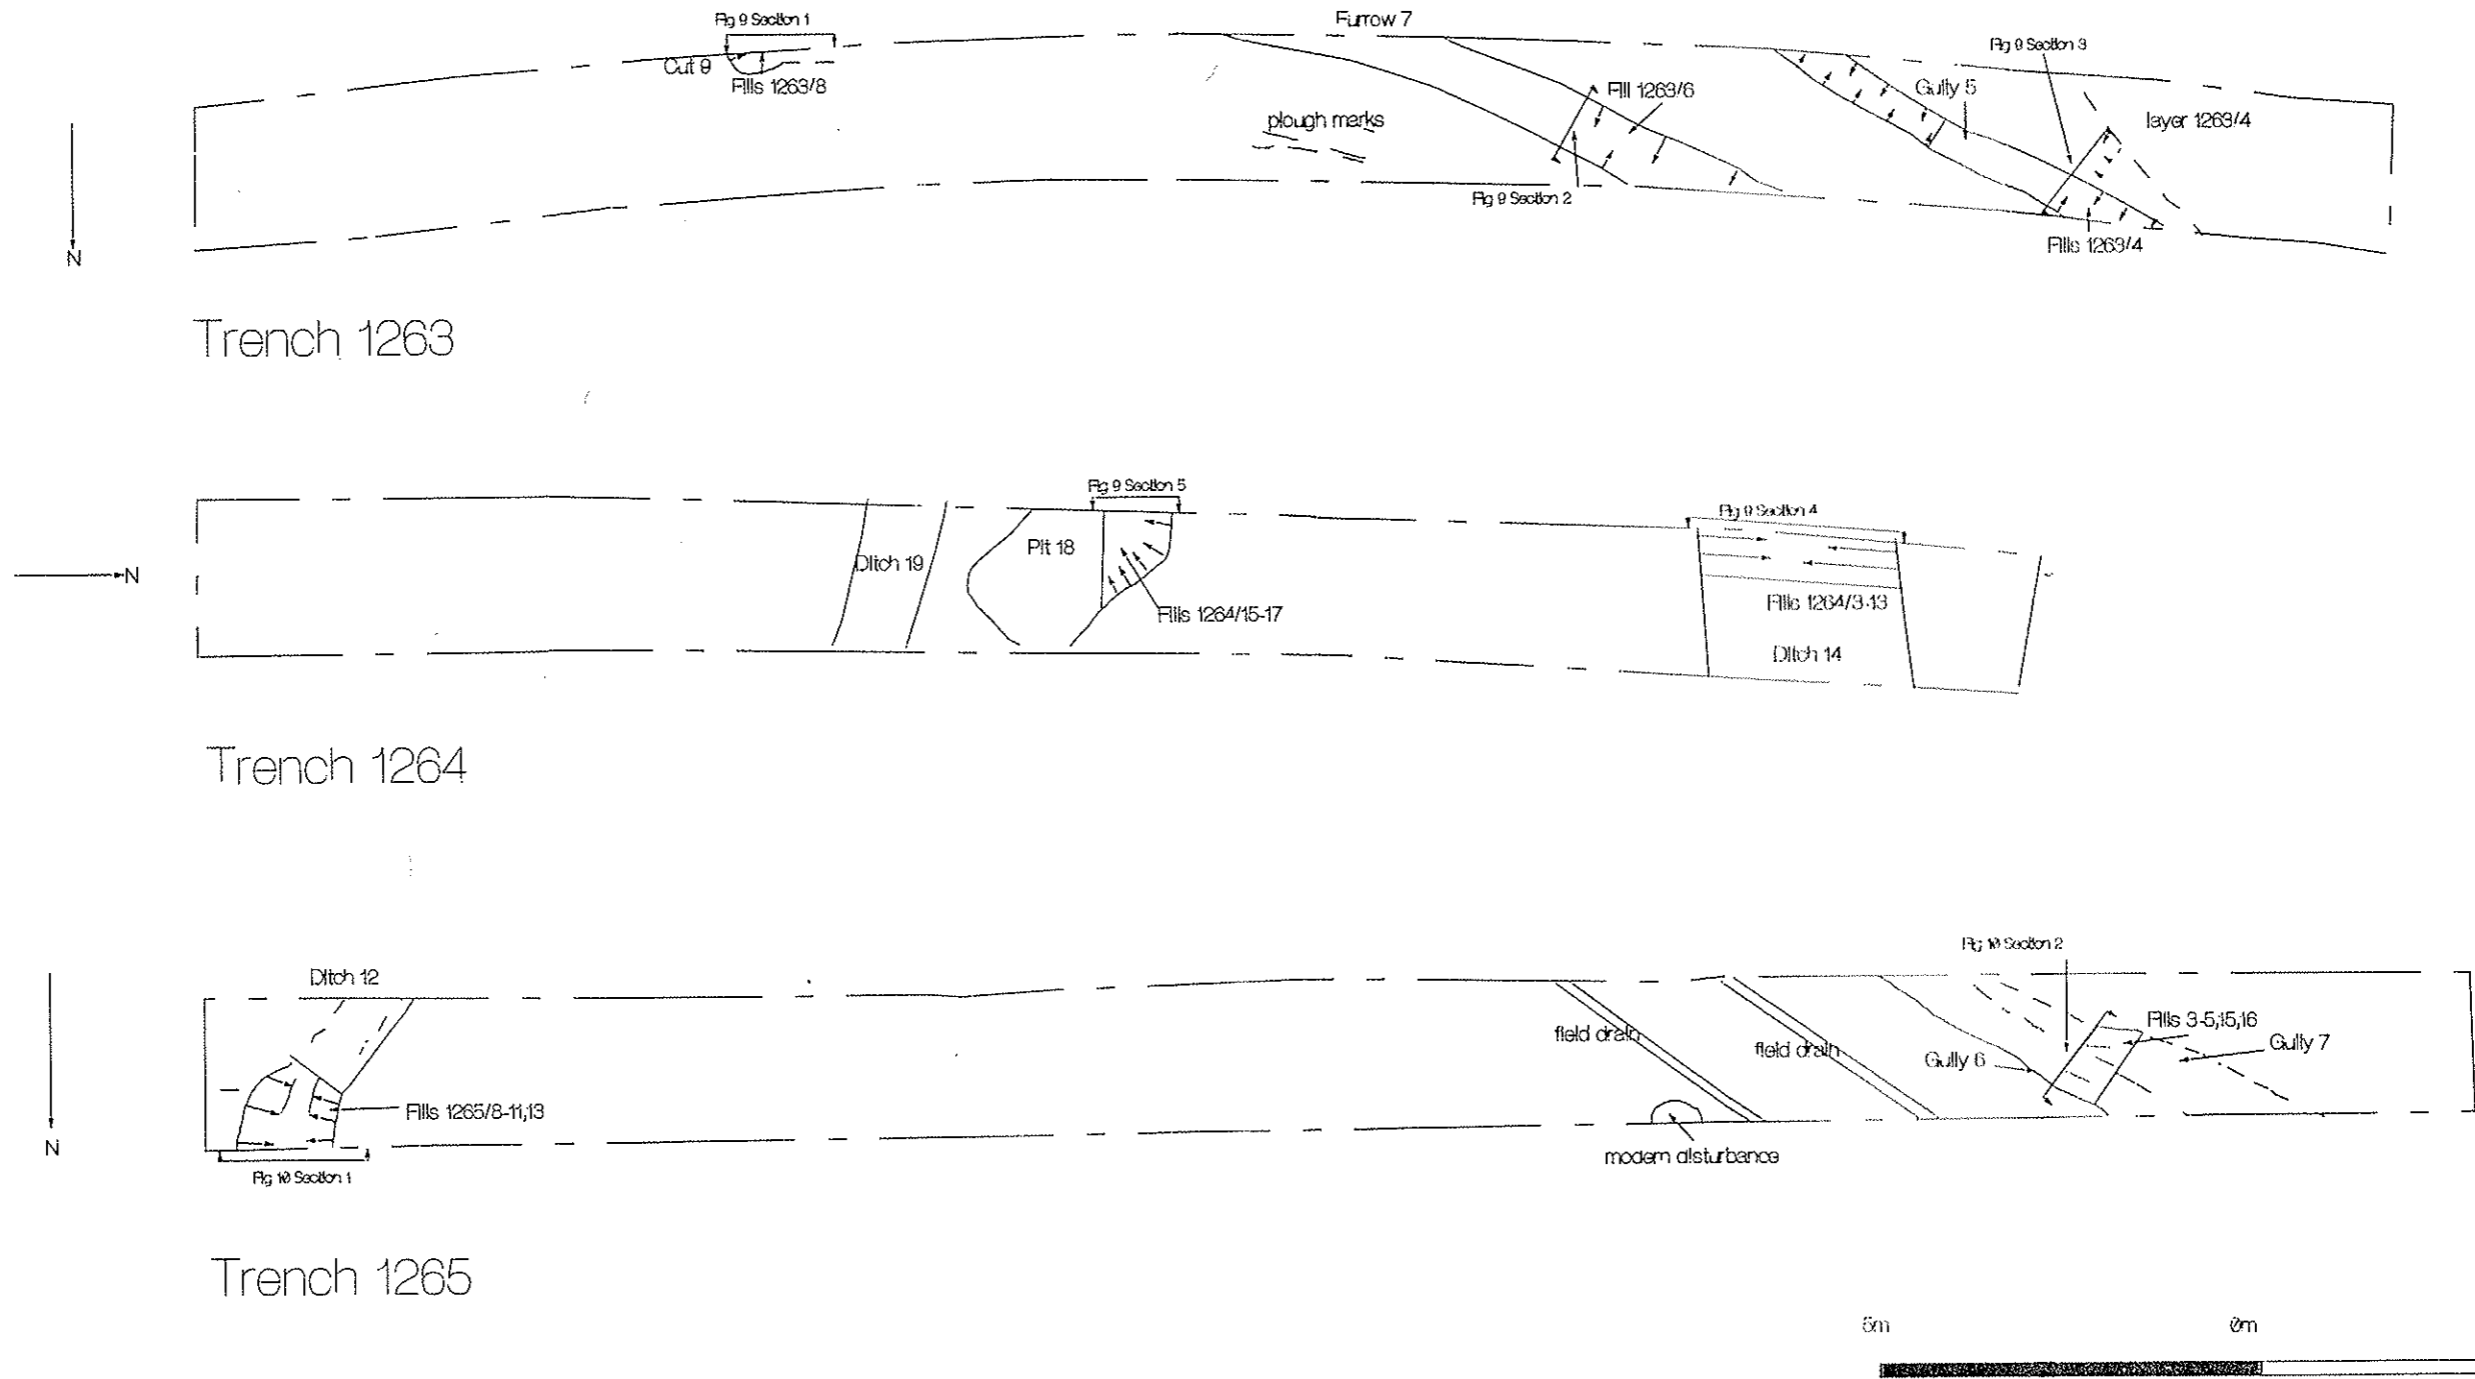 Fig 9 Section 1
Furrow 7
Fig 9 Section 3
Cut 9
Fills 1263/8
Fill 1263/6
Gully 5
layer 1263/4
plough marks
Fig 9 Section 2
Fills 1263/4
N
Trench 1263
Fig 9 Section 5
Fig 9 Section 4
Pit 18
Ditch 19
N
Fills 1264/15-17
Fills 1264/3-13
Ditch 14
Trench 1264
Fig 10 Section 2
Ditch 12
Fills 3-5,15,16
field drain
field drain
Gully 7
Gully 6
Fills 1265/8-11,13
N
modern disturbance
Fig 10 Section 1
Trench 1265
5m
0m